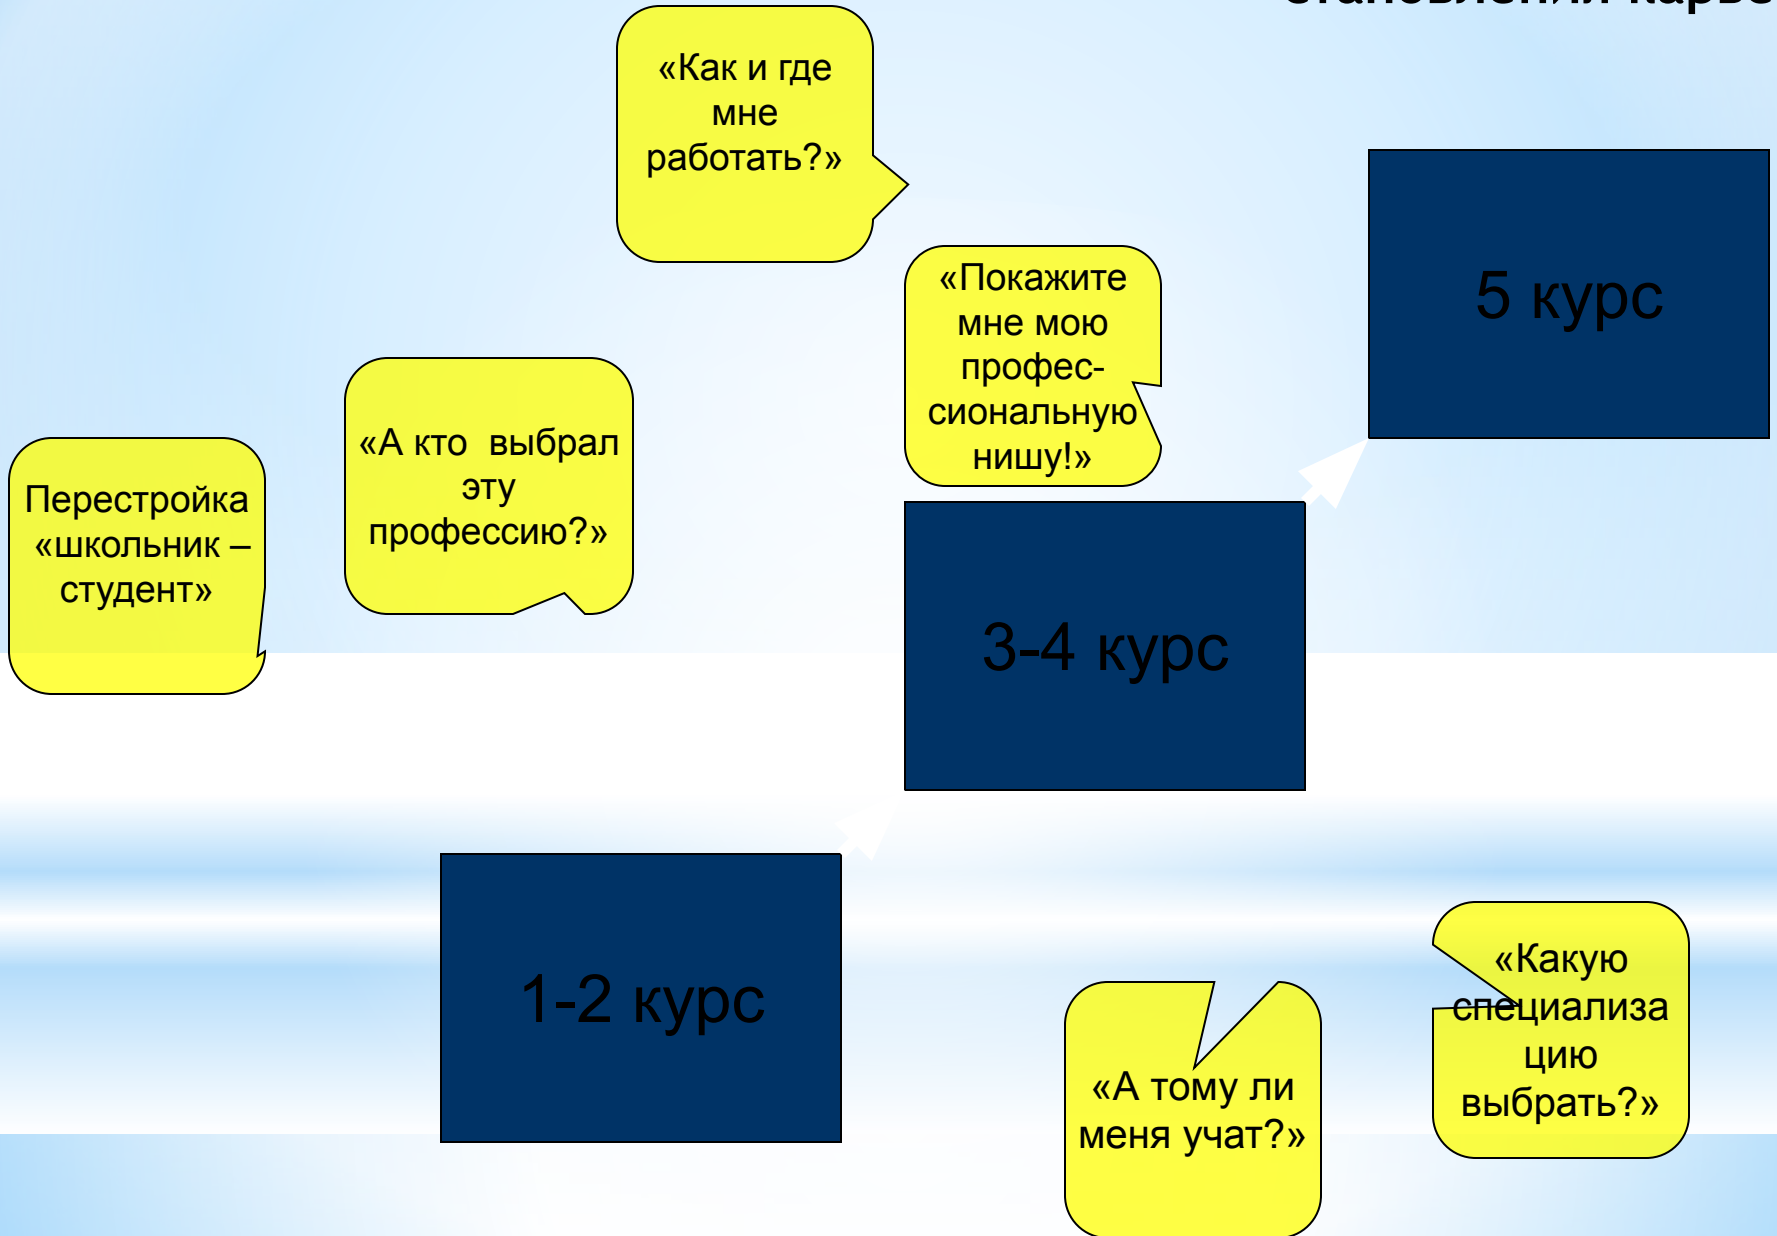 «Как и где
мне
работать?»
«Покажите
мне мою
профес-
сиональную
нишу!»
5 курс
«А кто выбрал
эту
профессию?»
Перестройка
«школьник –
студент»
3-4 курс
1-2 курс
«А тому ли
меня учат?»
«Какую
специализа
цию
выбрать?»